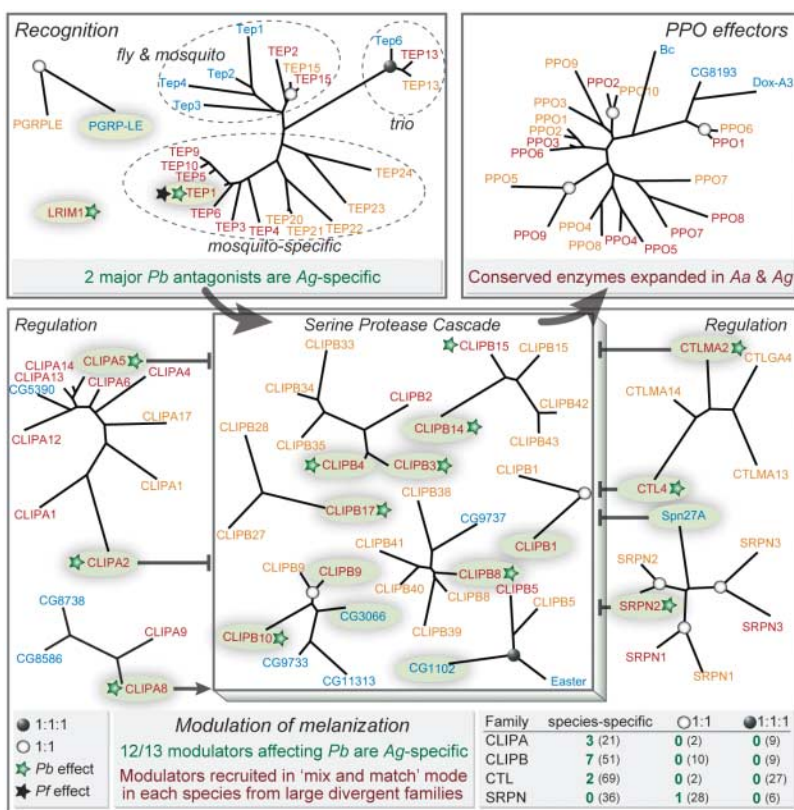 Recognition
fly & mosquito
Tep1
TEP2
TEP15
TEP15
Tep2
Tep4
Tep3
Tep6
TEP13
TEP13
trio
PGRPLE
PGRP-LE
LRIM1
TEP9
TEP10
TEP5
TEP1
TEP6
TEP3
TEP4
TEP20
TEP21
TEP22
TEP23
TEP24
mosquito-specific
2 major Pb antagonists are Ag-specific
PPO effectors
Bc
CG8193
Dox-A3
PPO9
PPO2
PPO10
PPO3
PPO1
PPO2
PPO3
PPO6
PPO6
PPO1
PPO5
PPO9
PPO4
PPO8
PPO4
PPO5
PPO7
PPO8
PPO7
Conserved enzymes expanded in Aa & Ag
Regulation
CLIPA5
CLIPA14
CLIPA13
CLIPA6
CLIPA4
CG5390
CLIPA17
CLIPA12
CLIPA1
CLIPA1
CLIPA2
CG8738
CLIPA9
CG8586
CLIPA8
Serine Protease Cascade
CLIPB33
CLIPB15
CLIPB15
CLIPB34
CLIPB2
CLIPB28
CLIPB35
CLIPB14
CLIPB42
CLIPB43
CLIPB4
CLIPB3
CLIPB1
CLIPB38
CLIPB17
CLIPB27
CG9737
CLIPB41
CLIPB1
CLIPB9
CLIPB9
CLIPB8
CLIPB40
CLIPB8
CLIPB5
CLIPB5
CG3066
CLIPB10
CLIPB39
CG9733
CG11313
CG1102
Easter
Regulation
CTLMA2
CTLGA4
CTLMA14
CTLMA13
CTL4
Spn27A
SRPN2
SRPN3
SRPN2
SRPN3
SRPN1
SRPN1
1:1:1
1:1
Pb effect
Pf effect
Modulation of melanization
12/13 modulators affecting Pb are Ag-specific
Modulators recruited in 'mix and match' mode
in each species from large divergent families
Family species-specific 1:1 1:1:1
CLIPA 3 (21) 0 (2) 0 (9)
CLIPB 7 (51) 0 (10) 0 (9)
CTL 2 (69) 0 (2) 0 (27)
SRPN 0 (36) 1 (28) 0 (6)